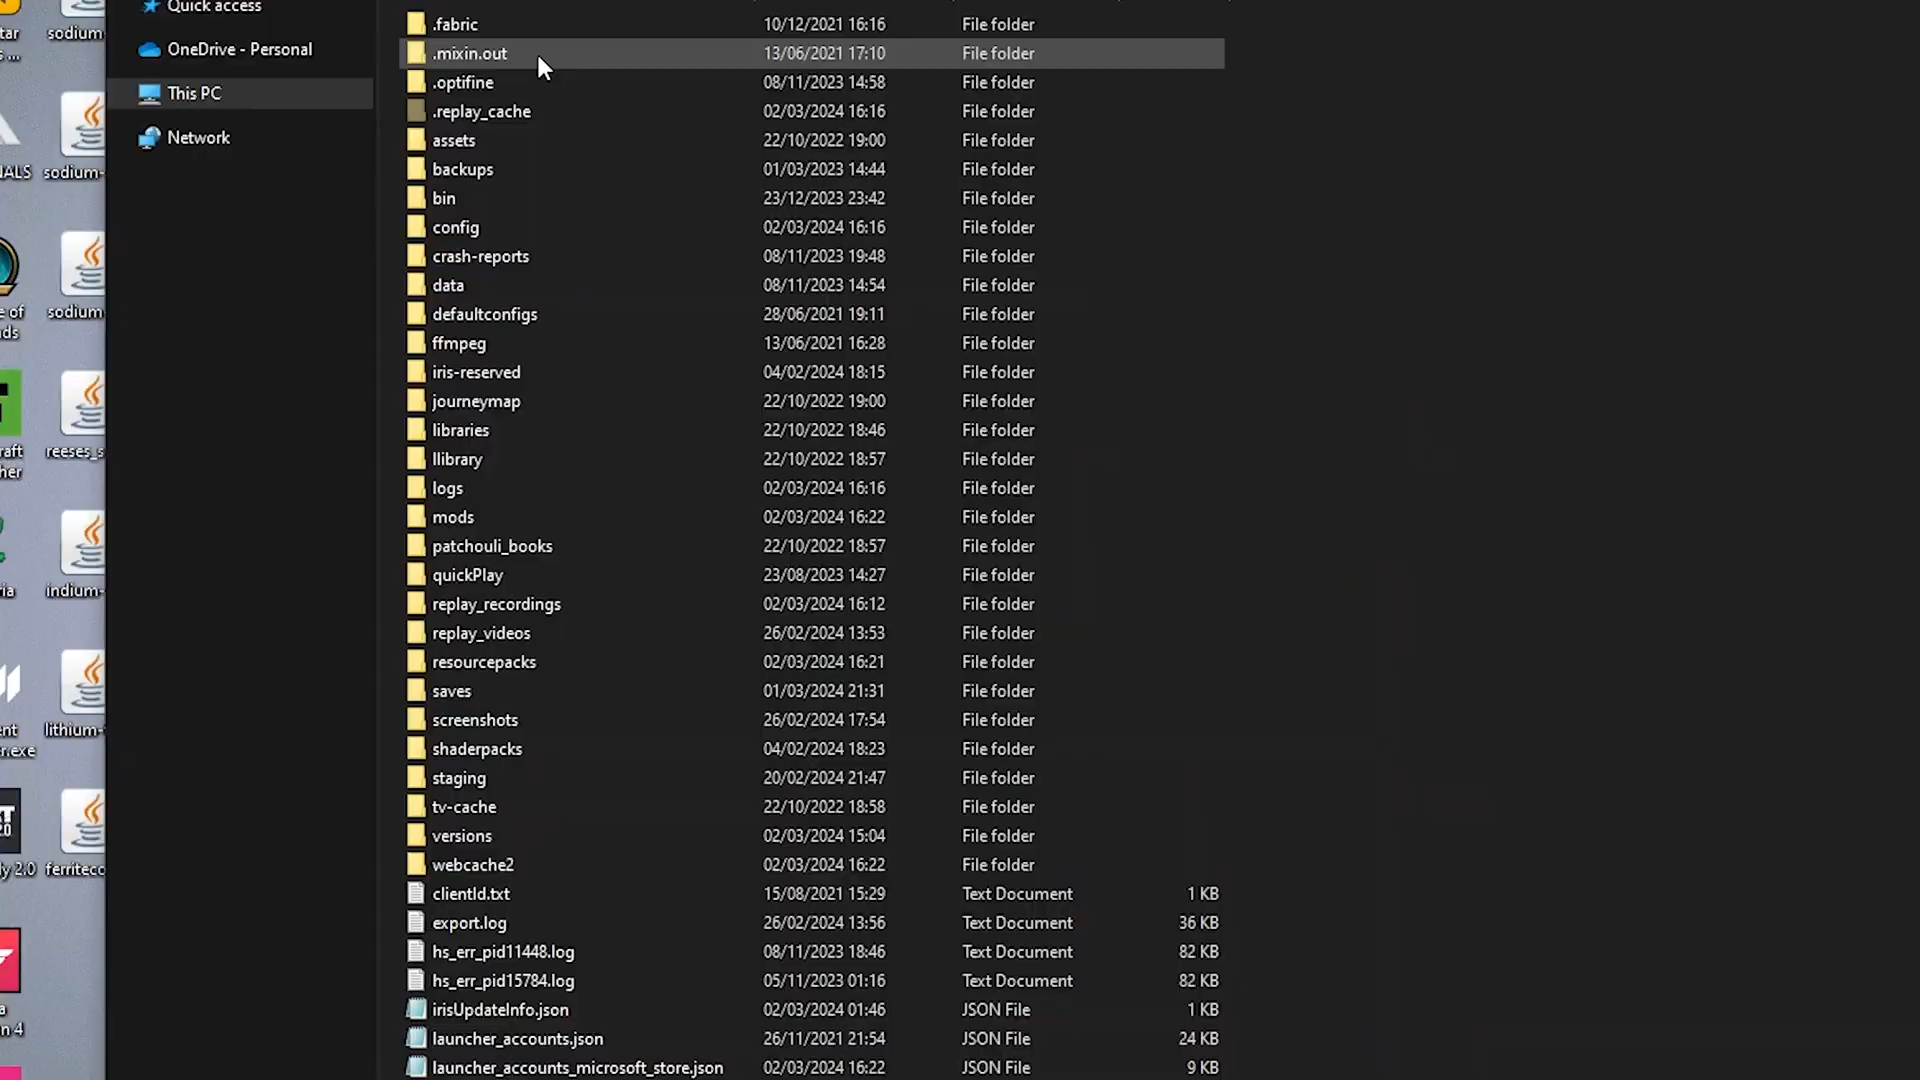 Quick access
OneDrive - Personal
This PC
Network
tar
...
sodium-
ALS
sodium-
e of
ds
sodium
raft
her
reeses_s
ia
indium-
ent
r.exe
lithium-
y 2.0
ferriteco
a
n 4
.fabric 10/12/2021 16:16 File folder
.mixin.out 13/06/2021 17:10 File folder
.optifine 08/11/2023 14:58 File folder
.replay_cache 02/03/2024 16:16 File folder
assets 22/10/2022 19:00 File folder
backups 01/03/2023 14:44 File folder
bin 23/12/2023 23:42 File folder
config 02/03/2024 16:16 File folder
crash-reports 08/11/2023 19:48 File folder
data 08/11/2023 14:54 File folder
defaultconfigs 28/06/2021 19:11 File folder
ffmpeg 13/06/2021 16:28 File folder
iris-reserved 04/02/2024 18:15 File folder
journeymap 22/10/2022 19:00 File folder
libraries 22/10/2022 18:46 File folder
llibrary 22/10/2022 18:57 File folder
logs 02/03/2024 16:16 File folder
mods 02/03/2024 16:22 File folder
patchouli_books 22/10/2022 18:57 File folder
quickPlay 23/08/2023 14:27 File folder
replay_recordings 02/03/2024 16:12 File folder
replay_videos 26/02/2024 13:53 File folder
resourcepacks 02/03/2024 16:21 File folder
saves 01/03/2024 21:31 File folder
screenshots 26/02/2024 17:54 File folder
shaderpacks 04/02/2024 18:23 File folder
staging 20/02/2024 21:47 File folder
tv-cache 22/10/2022 18:58 File folder
versions 02/03/2024 15:04 File folder
webcache2 02/03/2024 16:22 File folder
clientId.txt 15/08/2021 15:29 Text Document 1 KB
export.log 26/02/2024 13:56 Text Document 36 KB
hs_err_pid11448.log 08/11/2023 18:46 Text Document 82 KB
hs_err_pid15784.log 05/11/2023 01:16 Text Document 82 KB
irisUpdateInfo.json 02/03/2024 01:46 JSON File 1 KB
launcher_accounts.json 26/11/2021 21:54 JSON File 24 KB
launcher_accounts_microsoft_store.json 02/03/2024 16:22 JSON File 9 KB